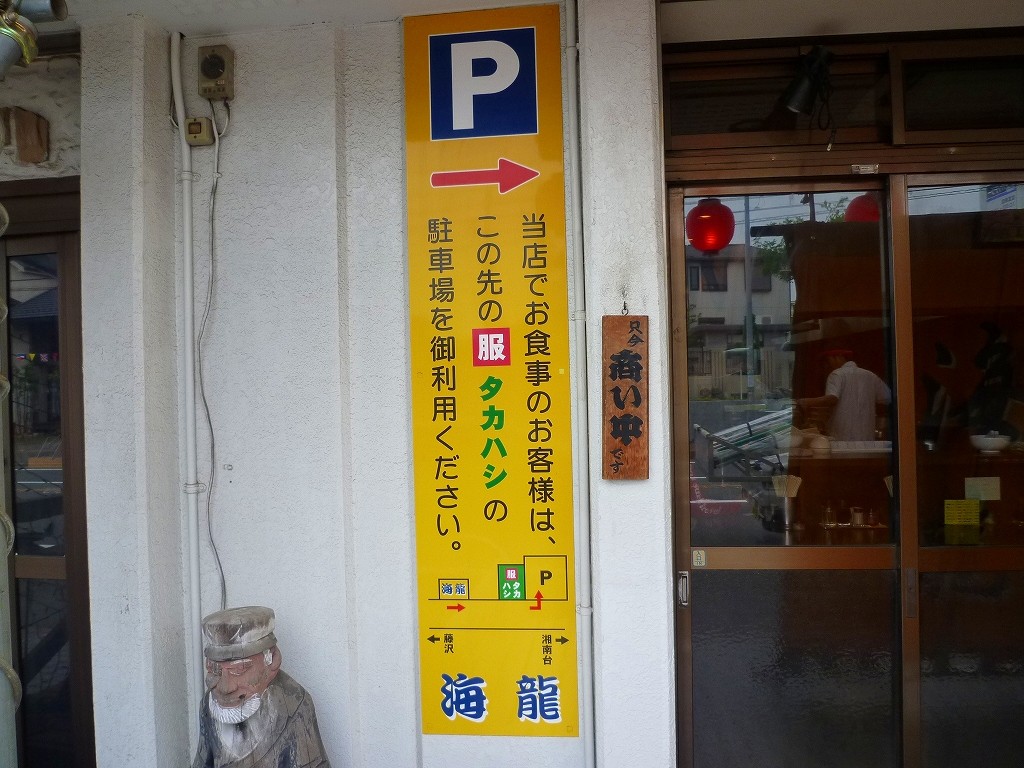 P
当店でお食事のお客様は、
この先の服タカハシの
駐車場を御利用ください。
海龍
服タカハシ
P
藤沢
湘南台
海龍
只今
商い中
です